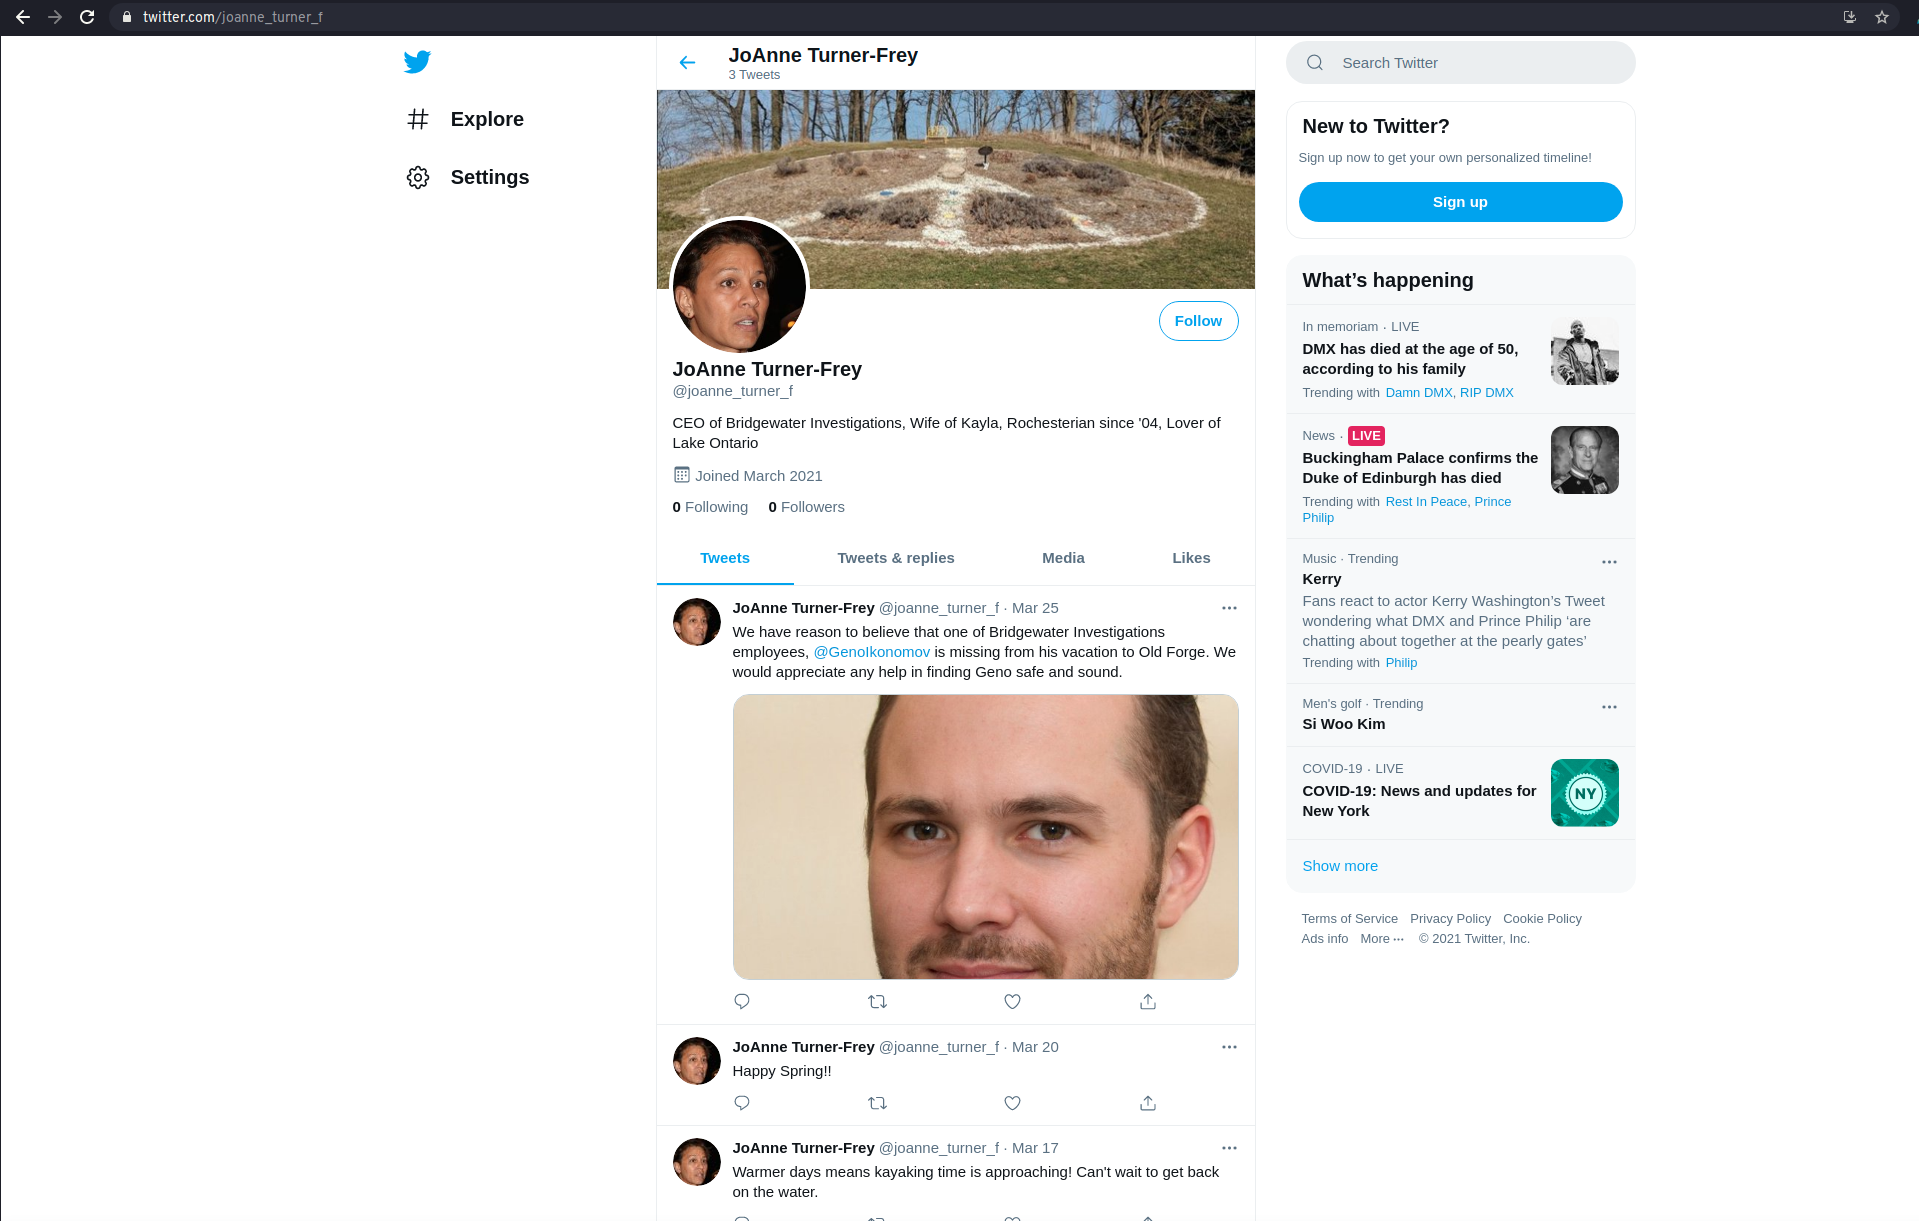 twitter.com/joanne_turner_f
Explore
Settings
JoAnne Turner-Frey
3 Tweets
Follow
JoAnne Turner-Frey
@joanne_turner_f
CEO of Bridgewater Investigations, Wife of Kayla, Rochesterian since '04, Lover of
Lake Ontario
Joined March 2021
0 Following 0 Followers
Tweets Tweets & replies Media Likes
JoAnne Turner-Frey @joanne_turner_f · Mar 25
We have reason to believe that one of Bridgewater Investigations
employees, @GenoIkonomov is missing from his vacation to Old Forge. We
would appreciate any help in finding Geno safe and sound.
JoAnne Turner-Frey @joanne_turner_f · Mar 20
Happy Spring!!
JoAnne Turner-Frey @joanne_turner_f · Mar 17
Warmer days means kayaking time is approaching! Can't wait to get back
on the water.
Search Twitter
New to Twitter?
Sign up now to get your own personalized timeline!
Sign up
What’s happening
In memoriam · LIVE
DMX has died at the age of 50,
according to his family
Trending with Damn DMX, RIP DMX
News · LIVE
Buckingham Palace confirms the
Duke of Edinburgh has died
Trending with Rest In Peace, Prince
Philip
Music · Trending
Kerry
Fans react to actor Kerry Washington’s Tweet
wondering what DMX and Prince Philip ‘are
chatting about together at the pearly gates’
Trending with Philip
Men's golf · Trending
Si Woo Kim
COVID-19 · LIVE
COVID-19: News and updates for
New York
NY
Show more
Terms of Service Privacy Policy Cookie Policy
Ads info More ··· © 2021 Twitter, Inc.